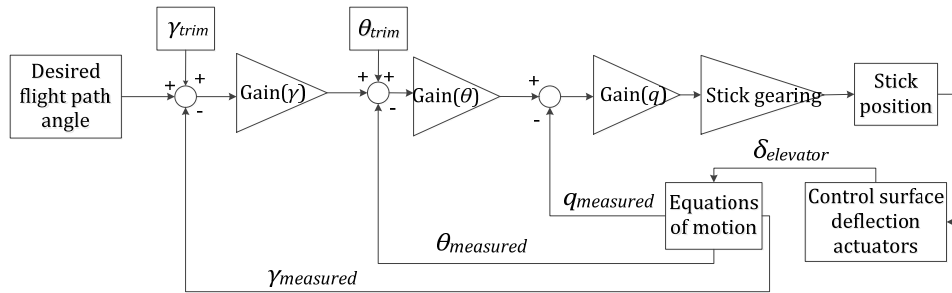 γtrim
θtrim
Desired
flight path
angle
+
+
-
Gain(γ)
+
+
-
Gain(θ)
+
-
Gain(q)
Stick gearing
Stick
position
δelevator
qmeasured
Equations
of motion
Control surface
deflection
actuators
θmeasured
γmeasured